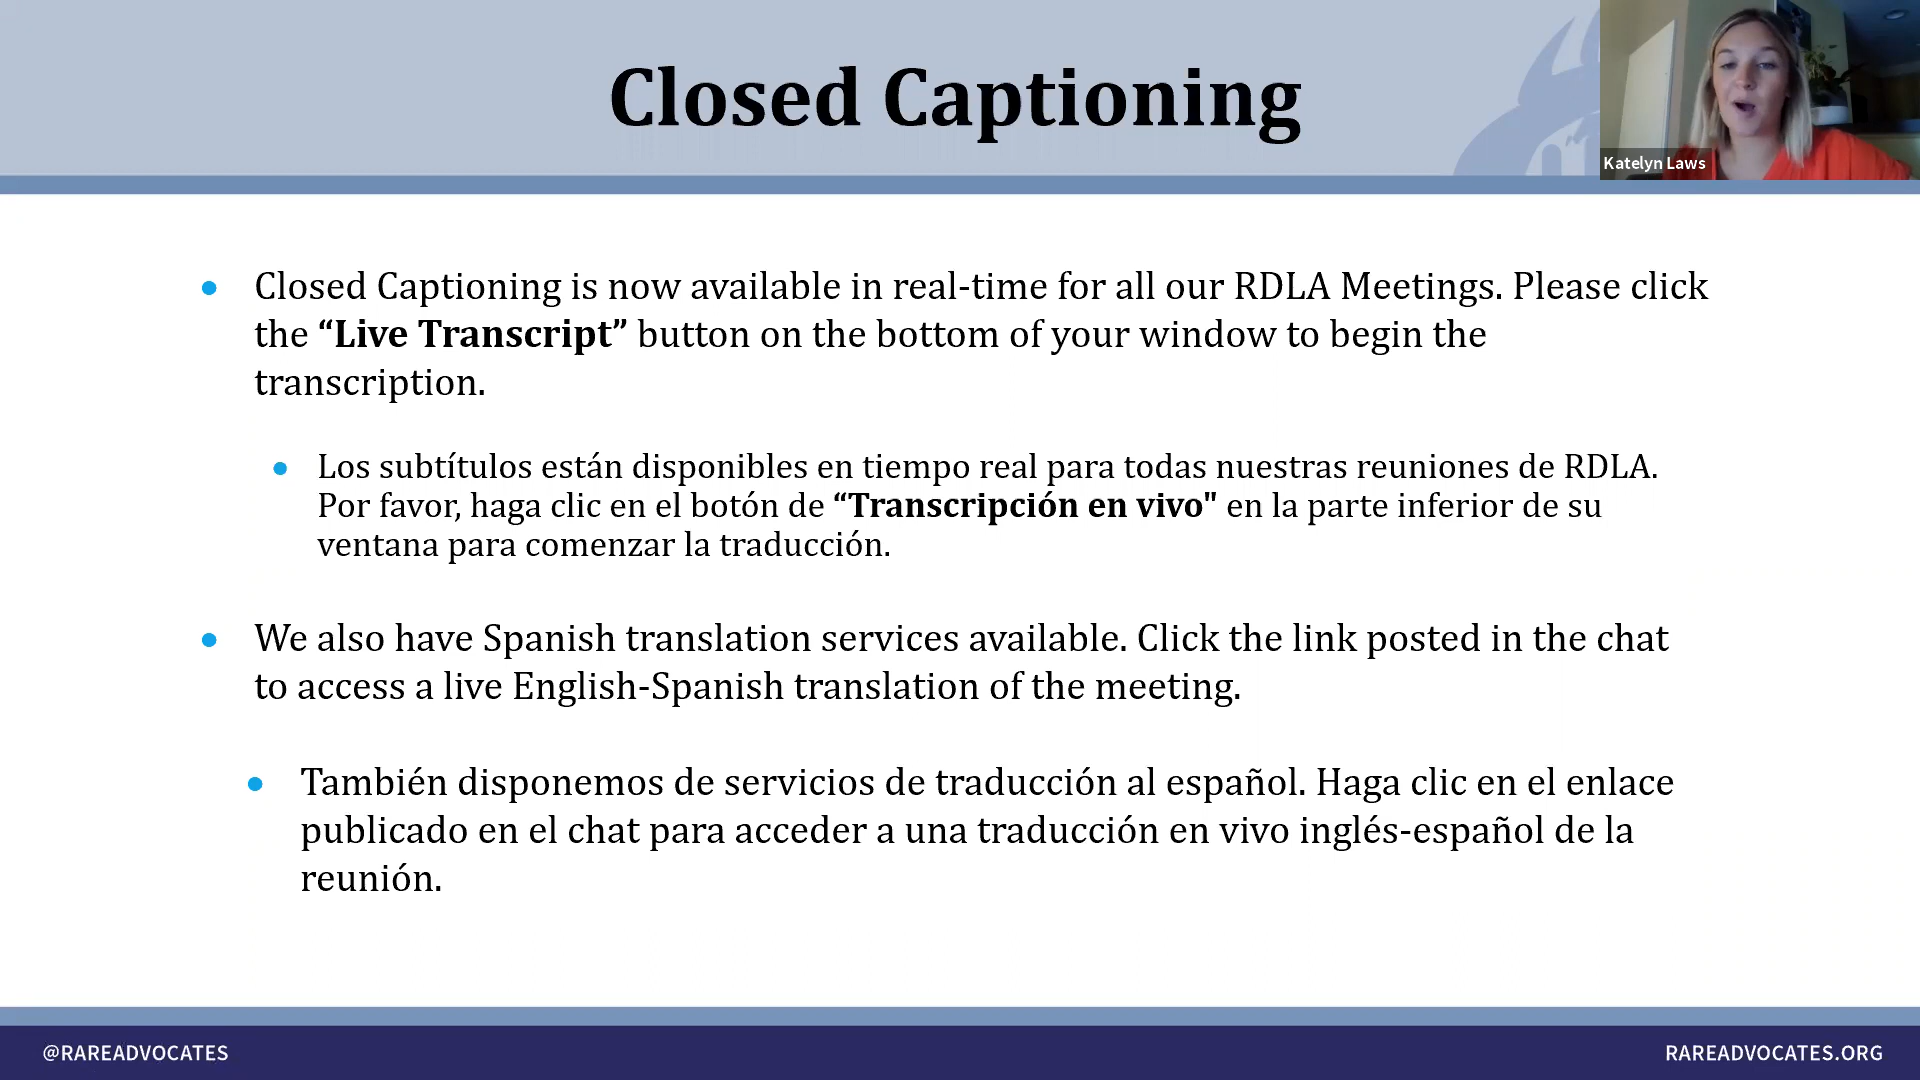 Closed Captioning
Katelyn Laws
Closed Captioning is now available in real-time for all our RDLA Meetings. Please click
the “Live Transcript” button on the bottom of your window to begin the
transcription.
Los subtítulos están disponibles en tiempo real para todas nuestras reuniones de RDLA.
Por favor, haga clic en el botón de “Transcripción en vivo" en la parte inferior de su
ventana para comenzar la traducción.
We also have Spanish translation services available. Click the link posted in the chat
to access a live English-Spanish translation of the meeting.
También disponemos de servicios de traducción al español. Haga clic en el enlace
publicado en el chat para acceder a una traducción en vivo inglés-español de la
reunión.
@RAREADVOCATES
RAREADVOCATES.ORG